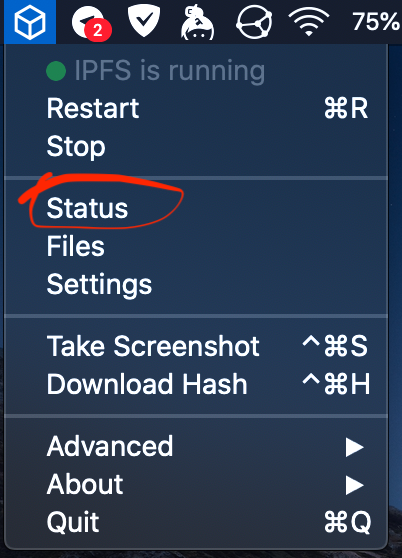 2
75%
IPFS is running
Restart ⌘R
Stop
Status
Files
Settings
Take Screenshot ^⌘S
Download Hash ^⌘H
Advanced ▶
About ▶
Quit ⌘Q